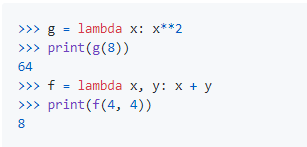 >>> g = lambda x: x**2
>>> print(g(8))
64
>>> f = lambda x, y: x + y
>>> print(f(4, 4))
8